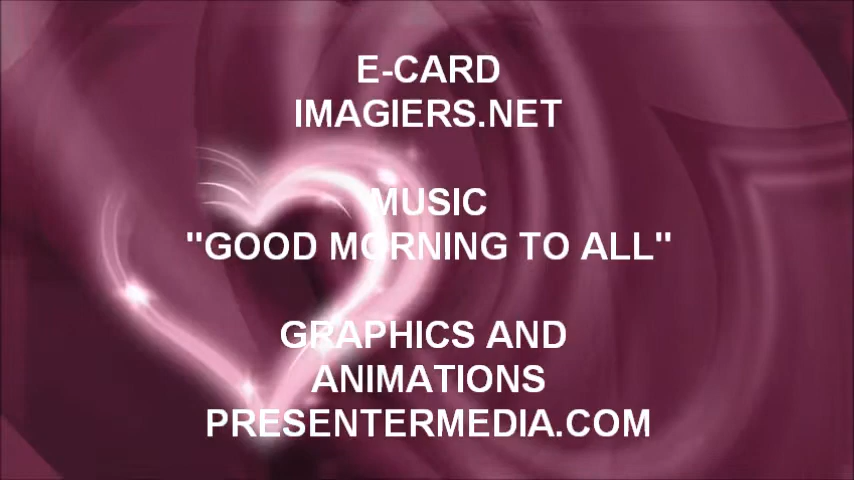 E-CARD
IMAGIERS.NET
MUSIC
"GOOD MORNING TO ALL"
GRAPHICS AND
ANIMATIONS
PRESENTERMEDIA.COM